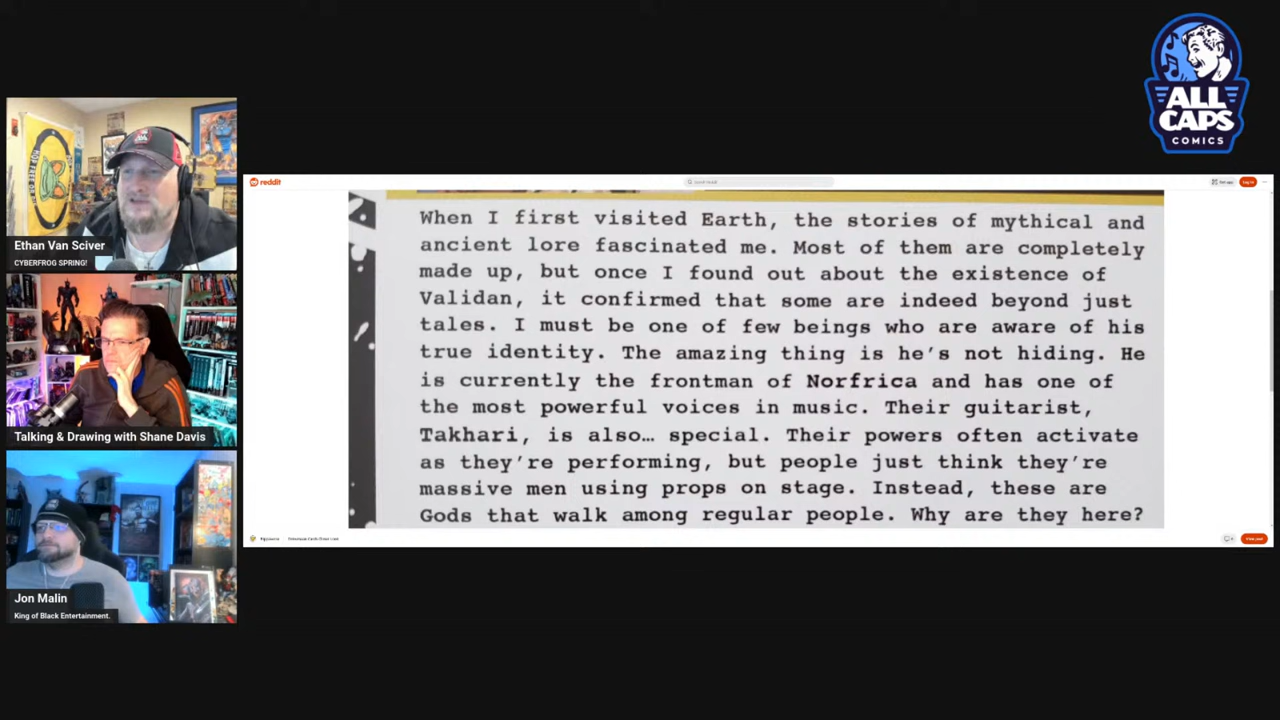 ALL
CAPS
COMICS
HOP FREE OR DIE
Ethan Van Sciver
CYBERFROG SPRING!
Talking & Drawing with Shane Davis
Jon Malin
King of Black Entertainment.
reddit
Log In
When I first visited Earth, the stories of mythical and
ancient lore fascinated me. Most of them are completely
made up, but once I found out about the existence of
Validan, it confirmed that some are indeed beyond just
tales. I must be one of few beings who are aware of his
true identity. The amazing thing is he's not hiding. He
is currently the frontman of Norfrica and has one of
the most powerful voices in music. Their guitarist,
Takhari, is also… special. Their powers often activate
as they're performing, but people just think they're
massive men using props on stage. Instead, these are
Gods that walk among regular people. Why are they here?